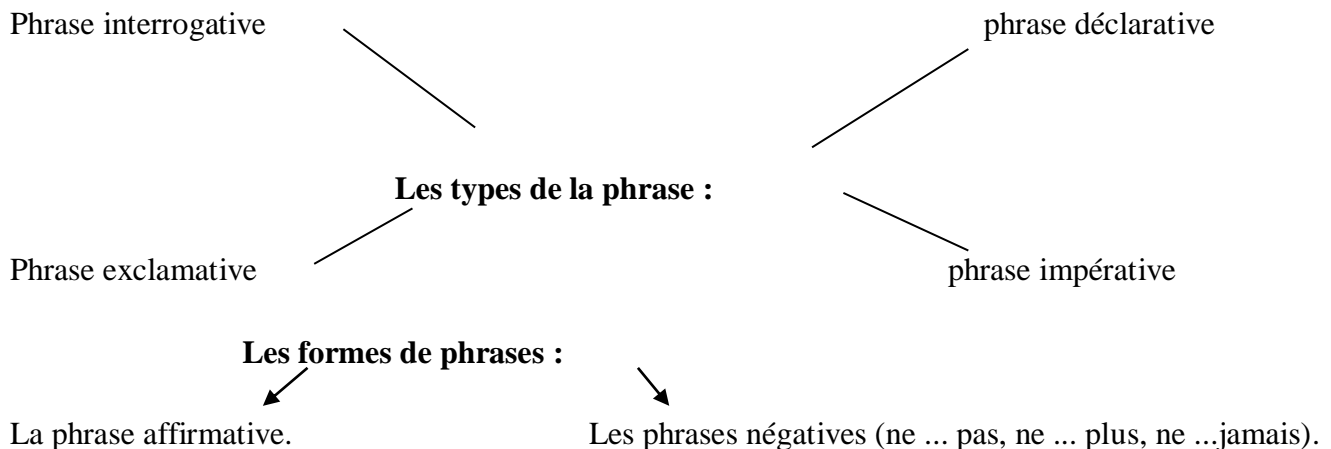 Phrase interrogative phrase déclarative
Les types de la phrase :
Phrase exclamative phrase impérative
Les formes de phrases :
La phrase affirmative. Les phrases négatives (ne ... pas, ne ... plus, ne ...jamais).